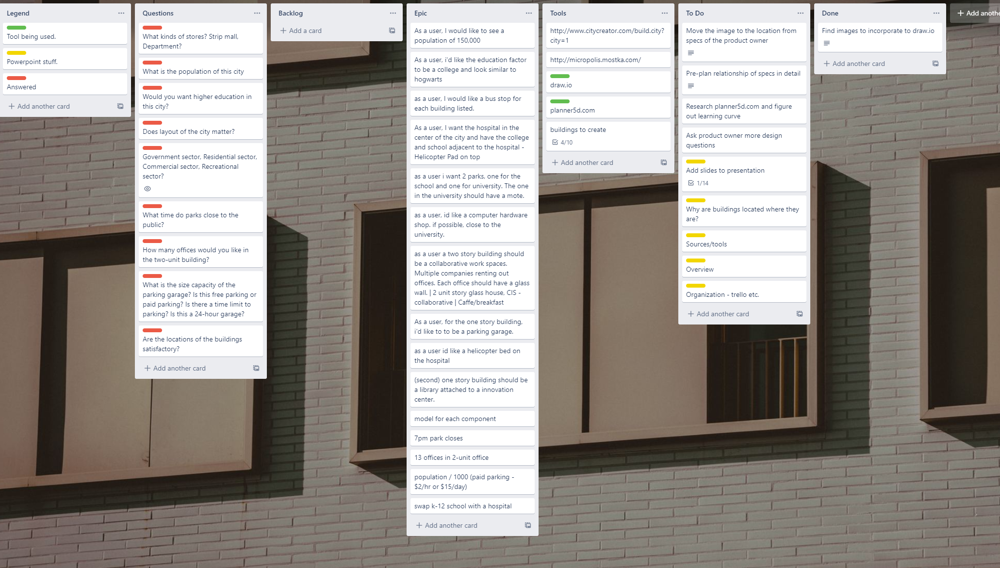 Legend
Tool being used.
Powerpoint stuff.
Answered
Add another card
Questions
What kinds of stores? Strip mall,
Department?
What is the population of this city
Would you want higher education in
this city?
Does layout of the city matter?
Government sector, Residential sector,
Commercial sector, Recreational
sector?
What time do parks close to the
public?
How many offices would you like in
the two-unit building?
What is the size capacity of the
parking garage? Is this free parking or
paid parking? Is there a time limit to
parking? Is this a 24-hour garage?
Are the locations of the buildings
satisfactory?
Add another card
Backlog
Add a card
Epic
As a user, I would like to see a
population of 150,000
As a user, i'd like the education factor
to be a college and look similar to
hogwarts
as a user, I would like a bus stop for
each building listed.
As a user, I want the hospital in the
center of the city and have the college
and school adjacent to the hospital -
Helicopter Pad on top
as a user i want 2 parks, one for the
school and one for university. The one
in the university should have a mote.
as a user, id like a computer hardware
shop. if possible, close to the
university.
as a user a two story building should
be a collaborative work spaces.
Multiple companies renting out
offices. Each office should have a glass
wall. | 2 unit story glass house, CIS -
collaborative | Caffe/breakfast
As a user, for the one story building,
i'd like to to be a parking garage.
as a user id like a helicopter bed on
the hospital
(second) one story building should be
a library attached to a innovation
center.
model for each component
7pm park closes
13 offices in 2-unit office
population / 1000 (paid parking -
$2/hr or $15/day)
swap k-12 school with a hospital
Add another card
Tools
http://www.citycreator.com/build.city?
city=1
http://micropolis.mostka.com/
draw,io
planner5d.com
buildings to create
4/10
Add another card
To Do
Move the image to the location from
specs of the product owner
Pre-plan relationship of specs in detail
Research planner5d.com and figure
out learning curve
Ask product owner more design
questions
Add slides to presentation
1/14
Why are buildings located where they
are?
Sources/tools
Overview
Organization - trello etc.
Add another card
Done
Find images to incorporate to draw.io
Add another card
Add anothe